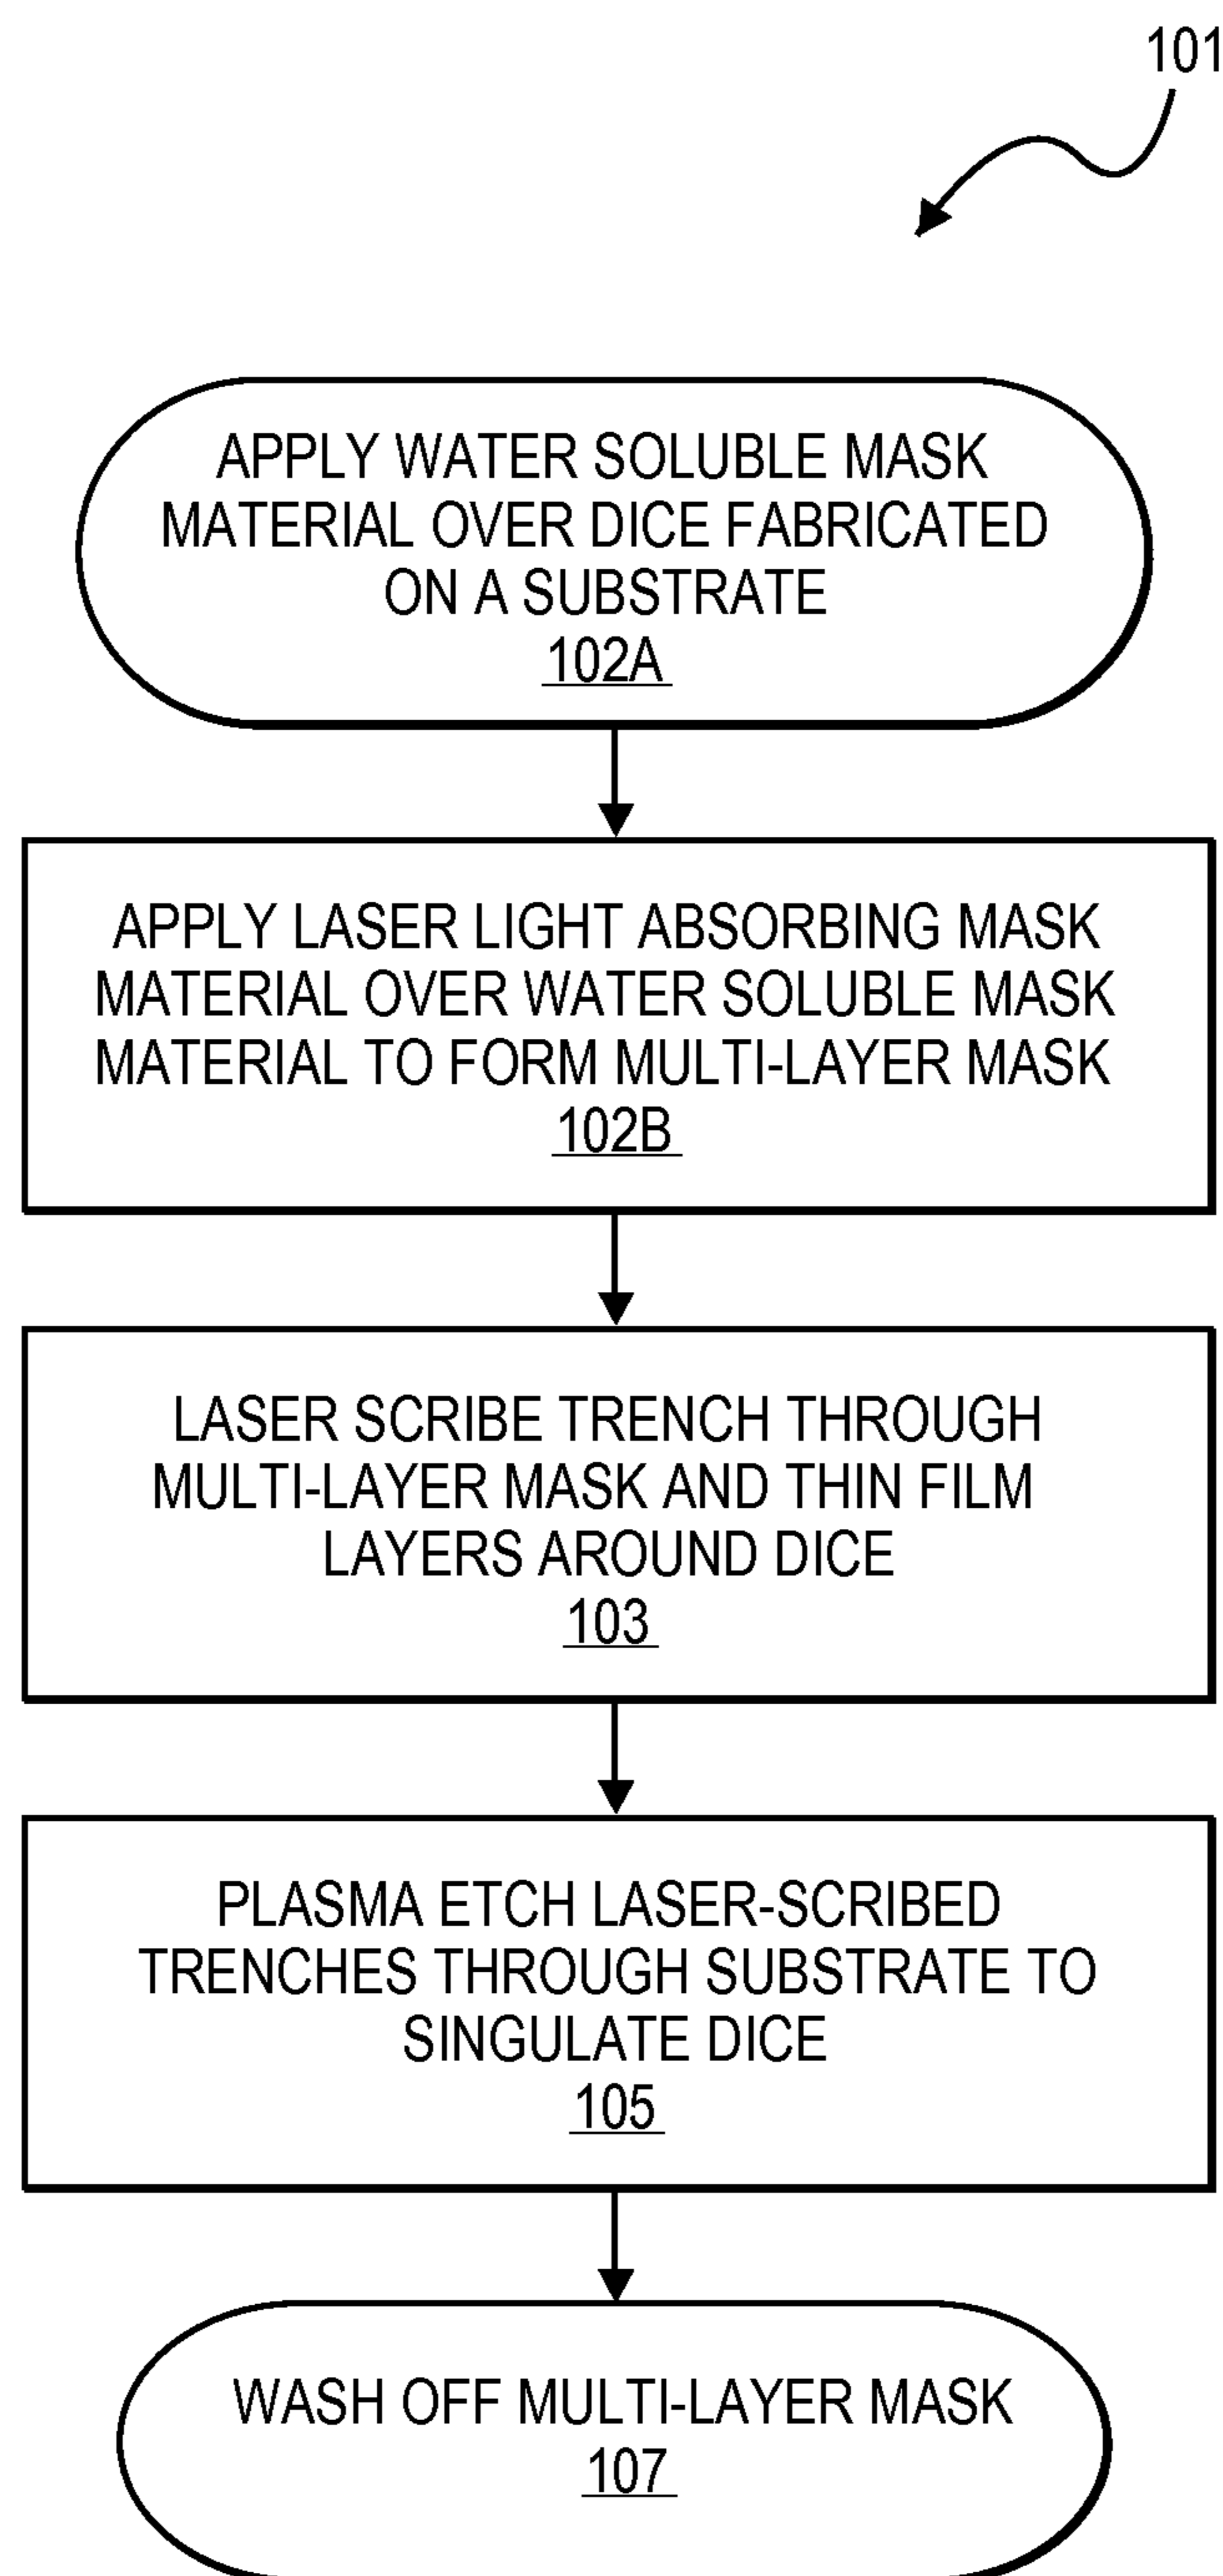 101
APPLY WATER SOLUBLE MASK
MATERIAL OVER DICE FABRICATED
ON A SUBSTRATE
102A
APPLY LASER LIGHT ABSORBING MASK
MATERIAL OVER WATER SOLUBLE MASK
MATERIAL TO FORM MULTI-LAYER MASK
102B
LASER SCRIBE TRENCH THROUGH
MULTI-LAYER MASK AND THIN FILM
LAYERS AROUND DICE
103
PLASMA ETCH LASER-SCRIBED
TRENCHES THROUGH SUBSTRATE TO
SINGULATE DICE
105
WASH OFF MULTI-LAYER MASK
107